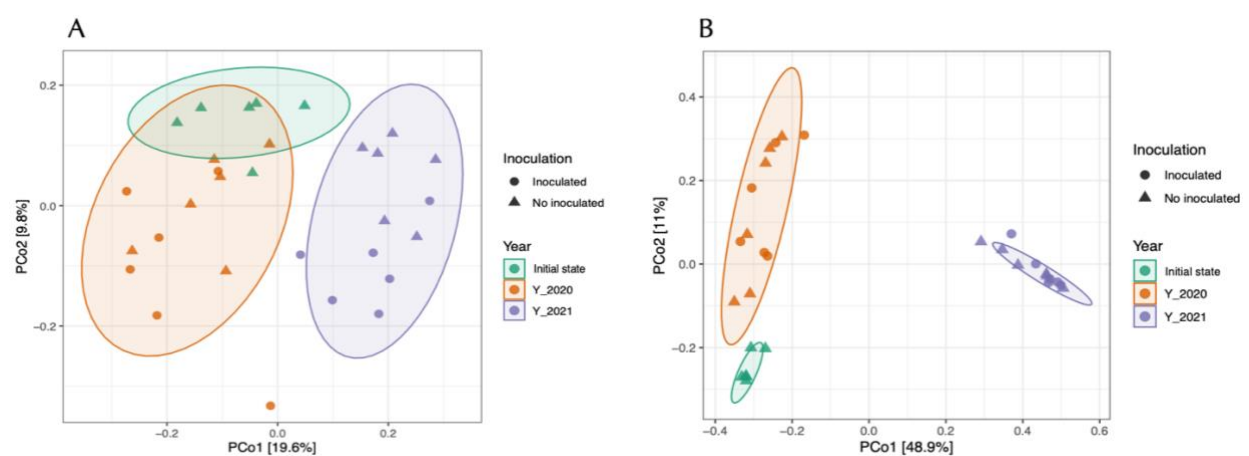 A
0.2
0.0
−0.2
PCo2 [9.8%]
−0.2
0.0
0.2
PCo1 [19.6%]
Inoculation
Inoculated
No inoculated
Year
Initial state
Y_2020
Y_2021
B
0.4
0.2
0.0
−0.2
PCo2 [11%]
−0.4
−0.2
0.0
0.2
0.4
0.6
PCo1 [48.9%]
Inoculation
Inoculated
No inoculated
Year
Initial state
Y_2020
Y_2021